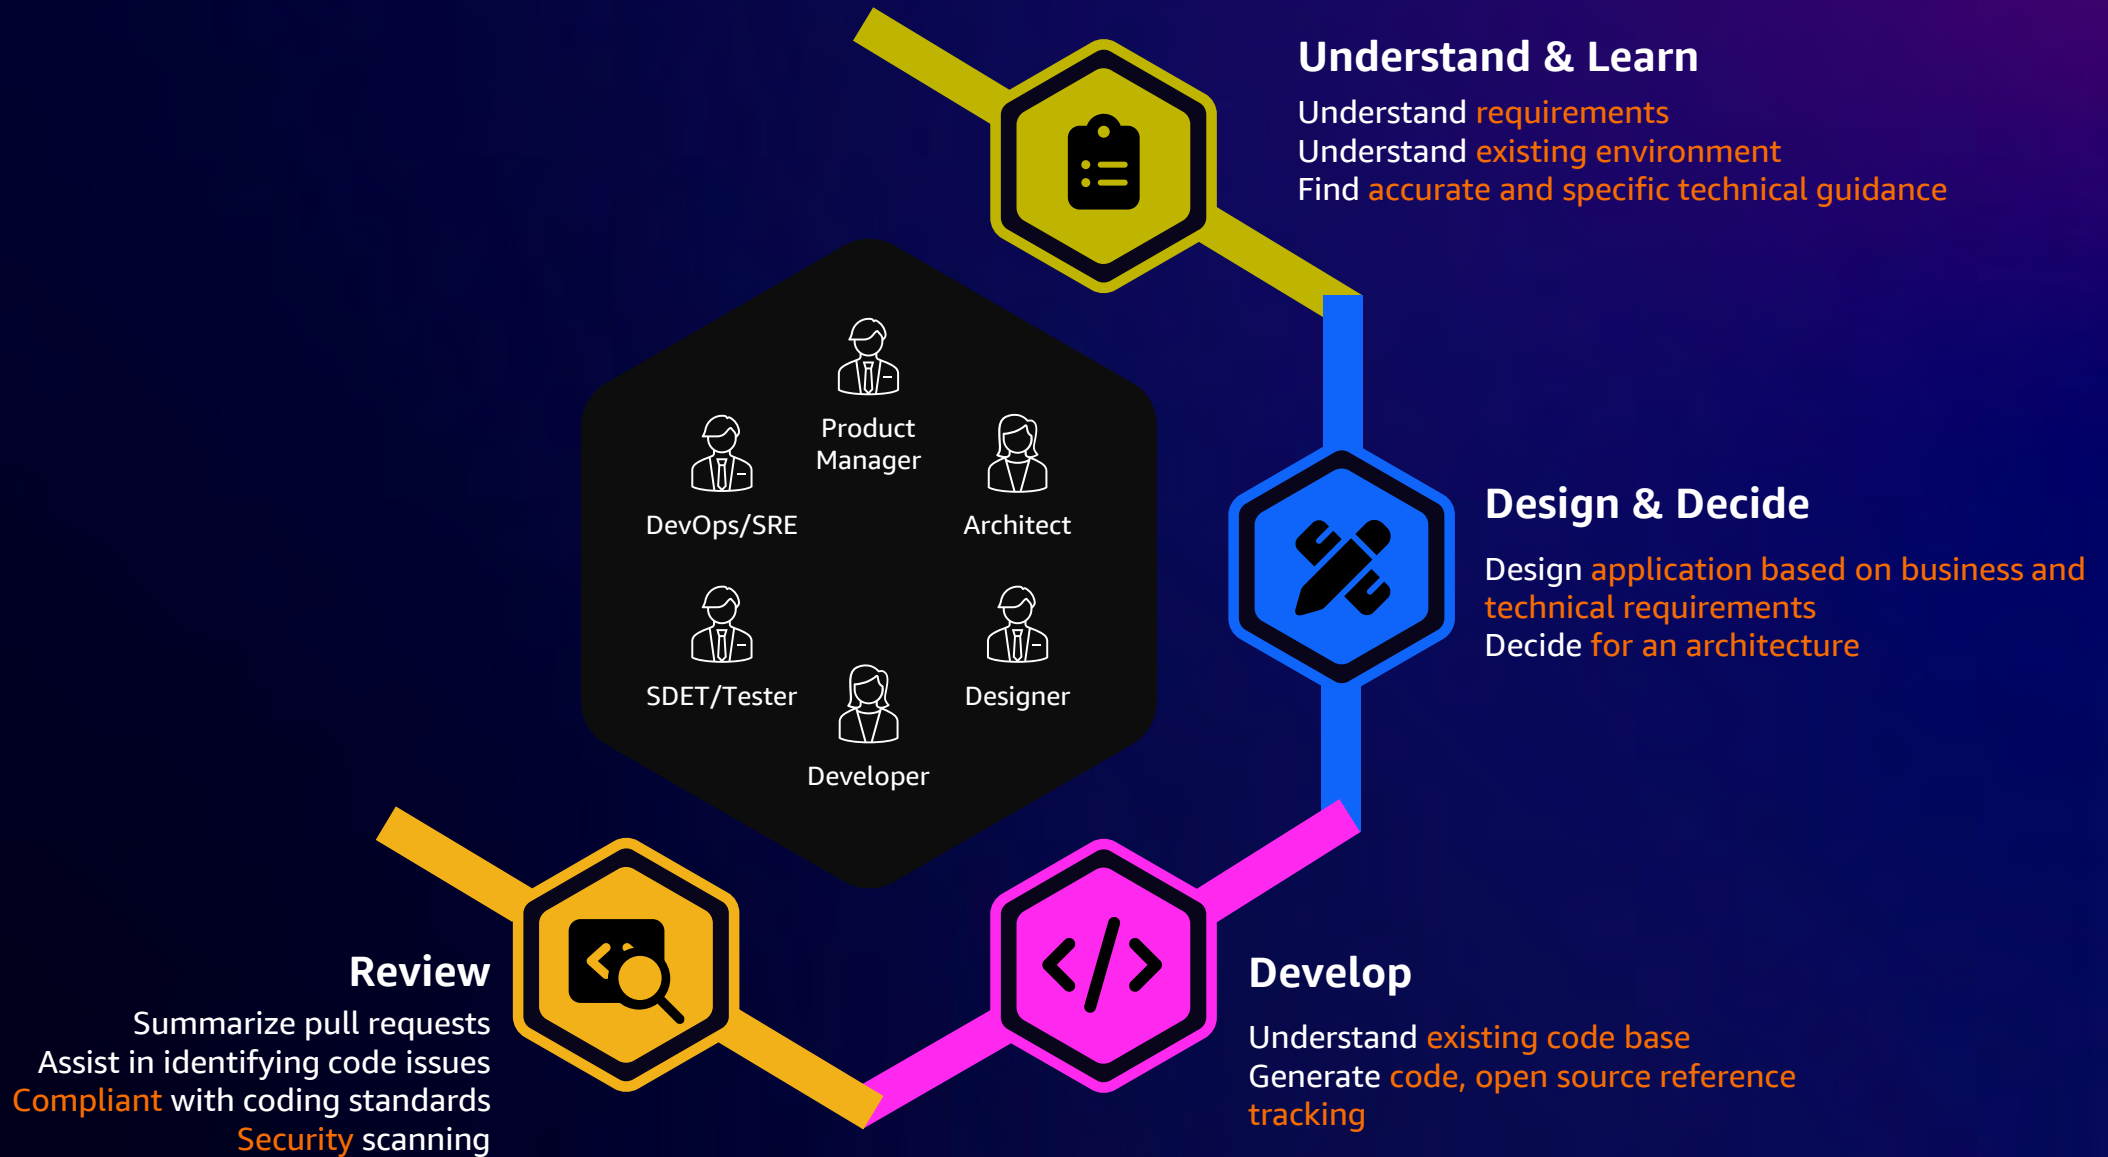 Understand & Learn
Understand requirements
Understand existing environment
Find accurate and specific technical guidance
Product
Manager
DevOps/SRE
Architect
SDET/Tester
Designer
Developer
Design & Decide
Design application based on business and
technical requirements
Decide for an architecture
Develop
Understand existing code base
Generate code, open source reference
tracking
Review
Summarize pull requests
Assist in identifying code issues
Compliant with coding standards
Security scanning